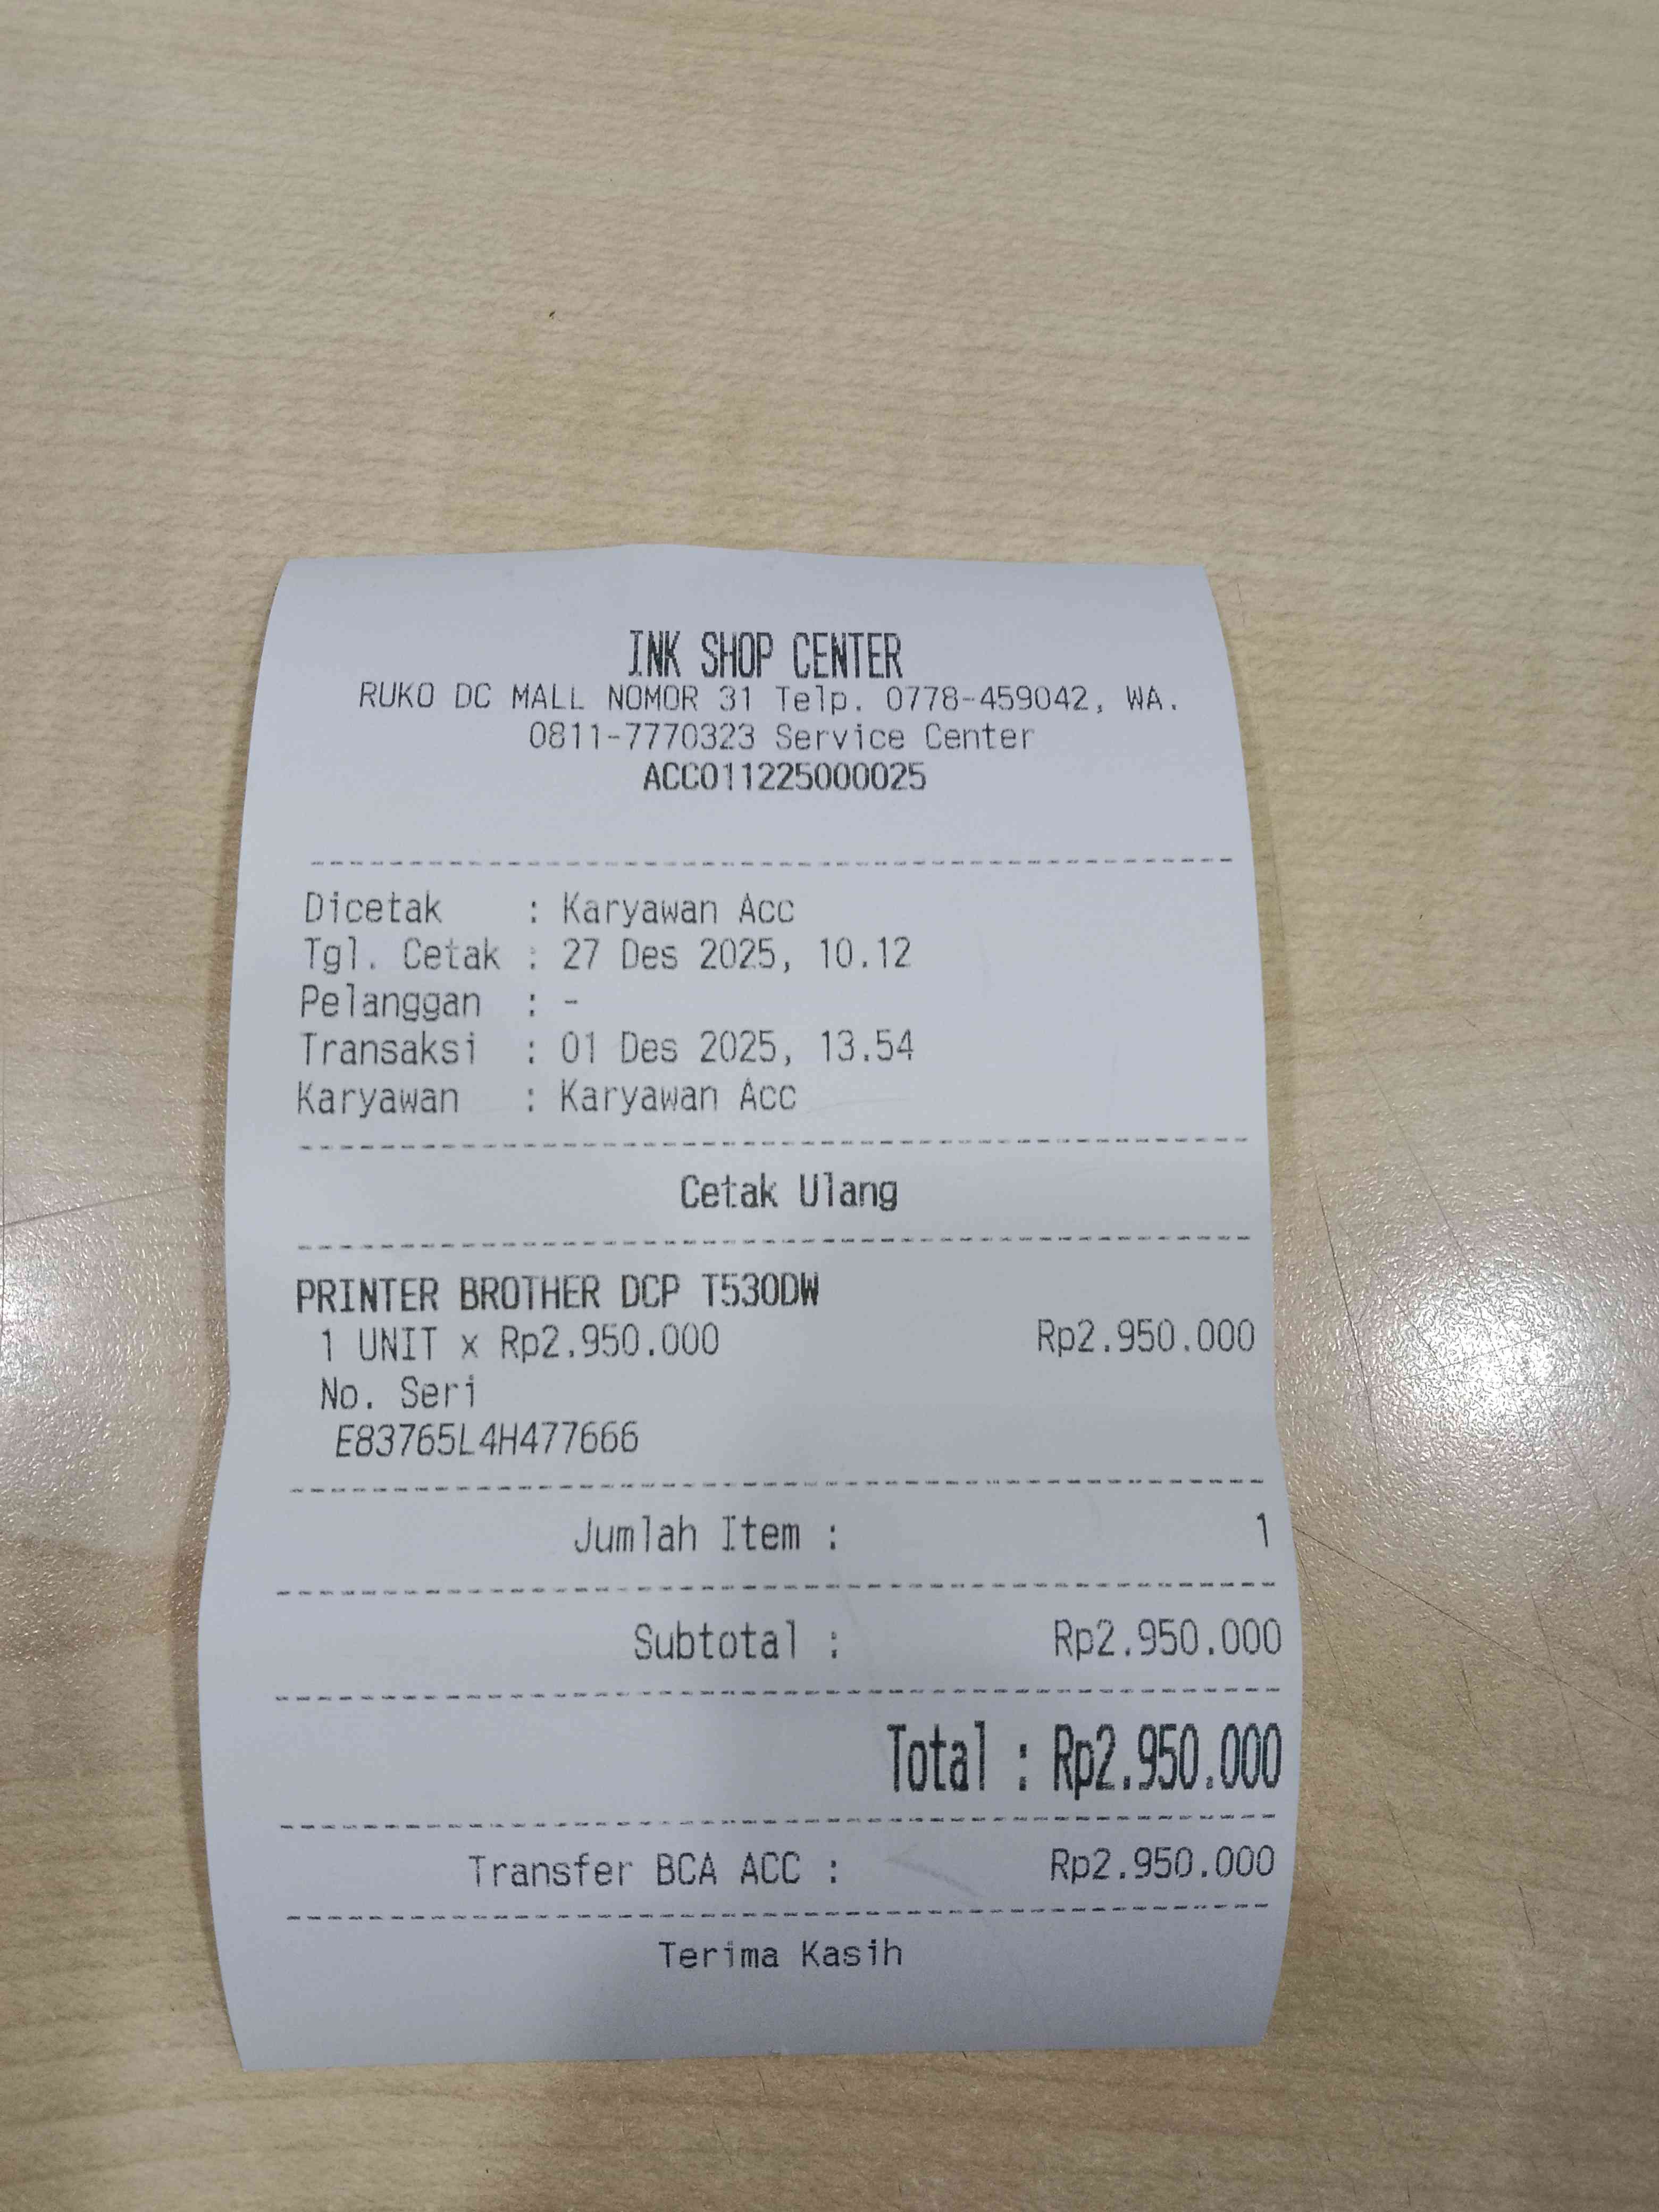 INK SHOP CENTER
RUKO DC MALL NOMOR 31 Telp. 0778-459042, WA.
0811-7770323 Service Center
ACC011225000025
Dicetak : Karyawan Acc
Tgl. Cetak : 27 Des 2025, 10.12
Pelanggan : -
Transaksi : 01 Des 2025, 13.54
Karyawan : Karyawan Acc
Cetak Ulang
PRINTER BROTHER DCP T530DW
1 UNIT x Rp2.950.000 Rp2.950.000
No. Seri
E83765L4H477666
Jumlah Item : 1
Subtotal : Rp2.950.000
Total : Rp2.950.000
Transfer BCA ACC : Rp2.950.000
Terima Kasih